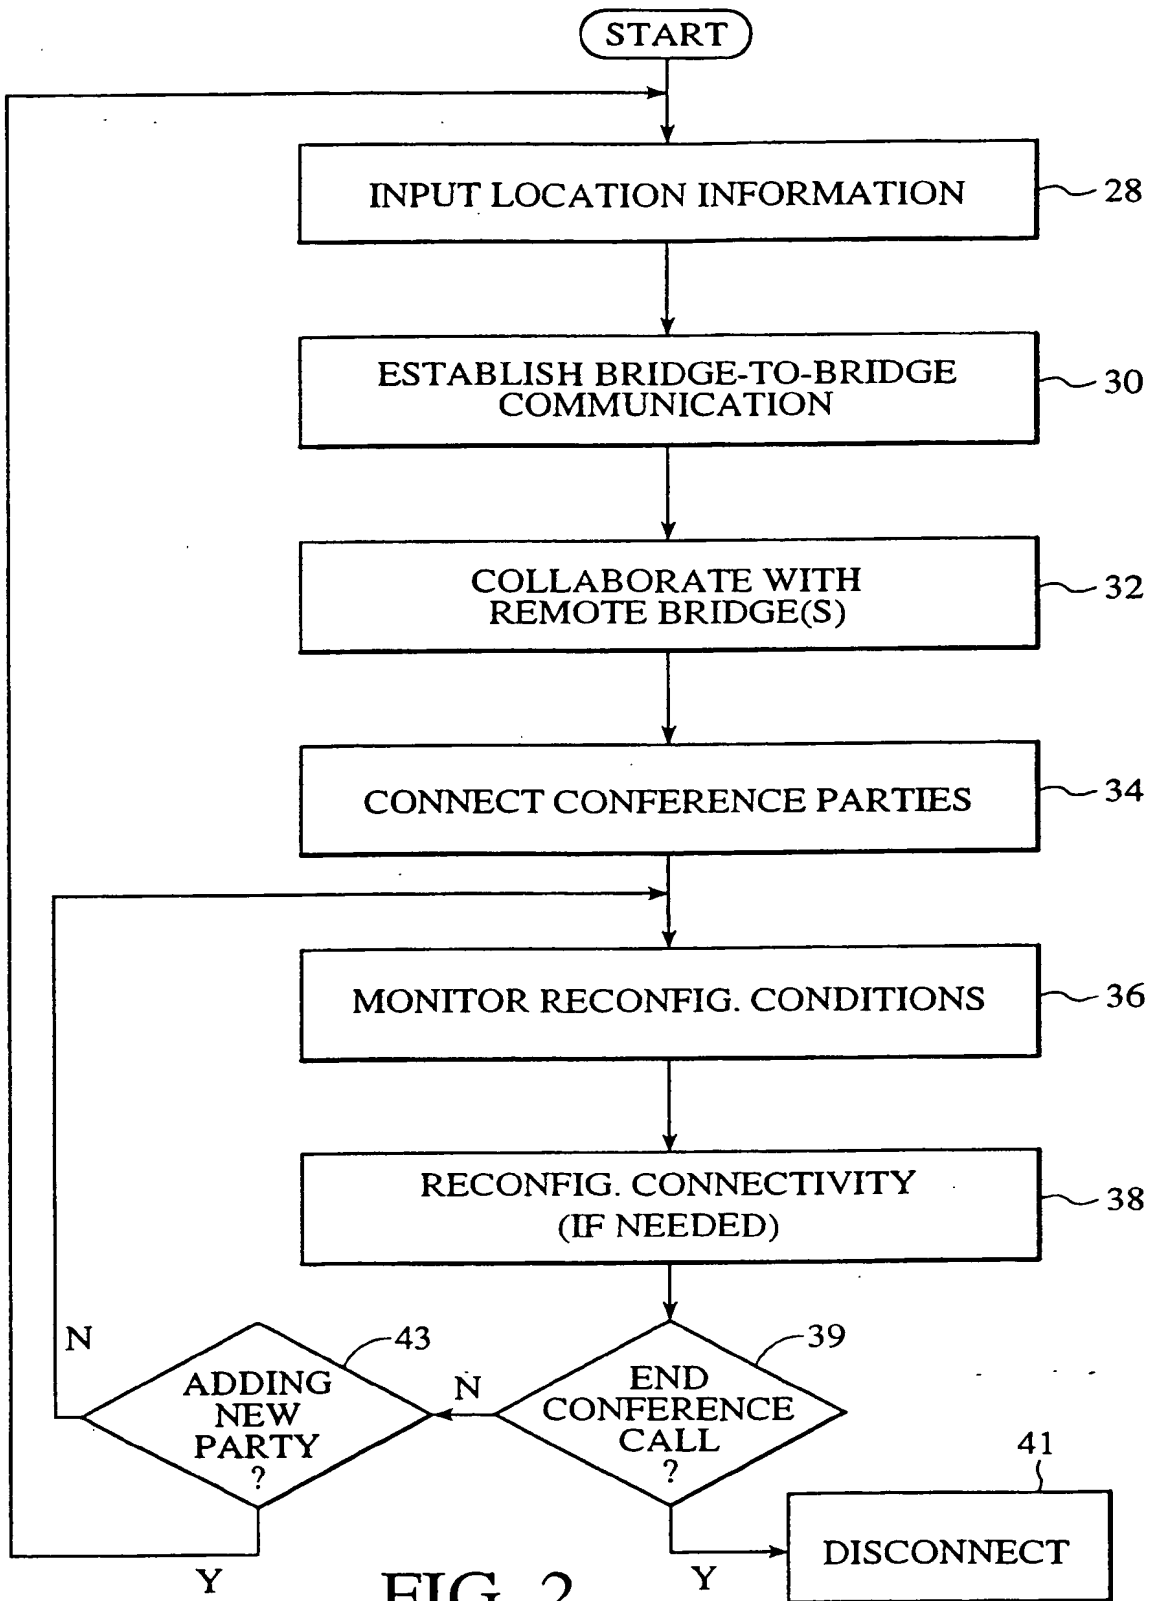 START
INPUT LOCATION INFORMATION
28
ESTABLISH BRIDGE-TO-BRIDGE
COMMUNICATION
30
COLLABORATE WITH
REMOTE BRIDGE(S)
32
CONNECT CONFERENCE PARTIES
34
MONITOR RECONFIG. CONDITIONS
36
RECONFIG. CONNECTIVITY
(IF NEEDED)
38
N
43
ADDING
NEW
PARTY
?
N
39
END
CONFERENCE
CALL
?
41
DISCONNECT
Y
Y
FIG. 2